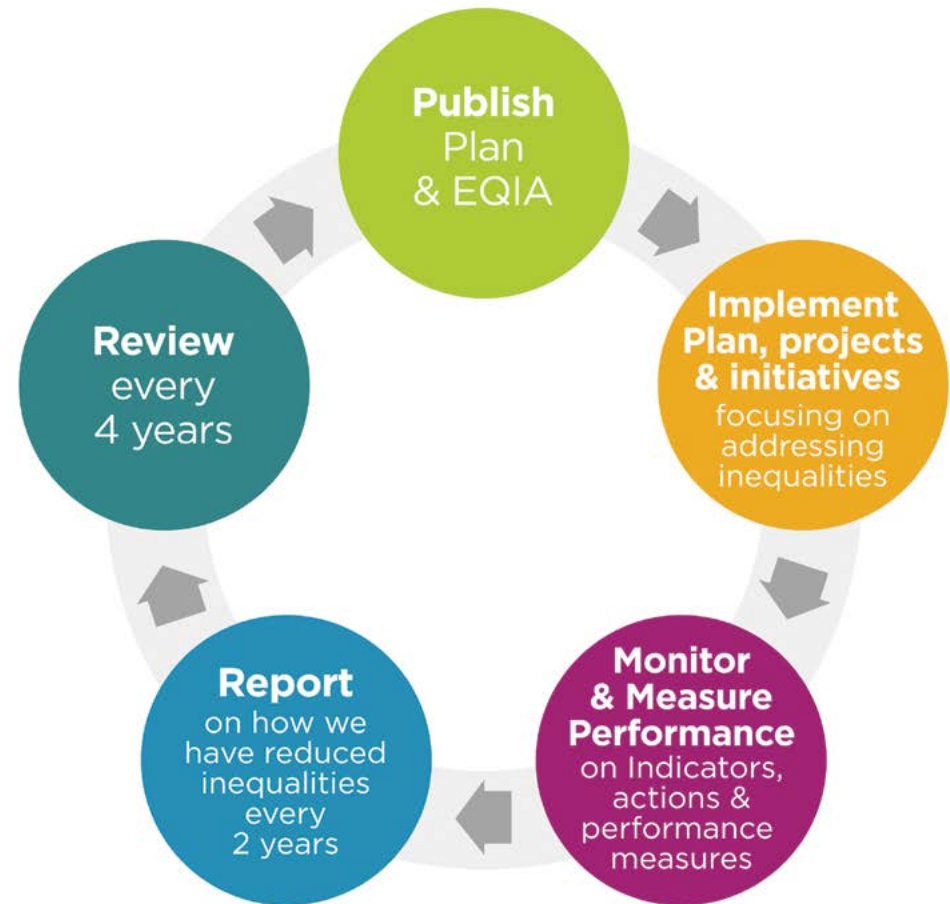 Publish
Plan
& EQIA
Implement
Plan, projects
& initiatives
focusing on
addressing
inequalities
Monitor
& Measure
Performance
on Indicators,
actions &
performance
measures
Report
on how we
have reduced
inequalities
every
2 years
Review
every
4 years